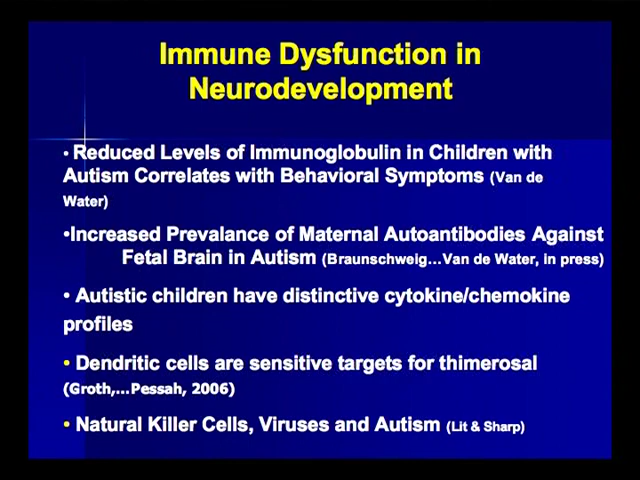 Immune Dysfunction in
Neurodevelopment
• Reduced Levels of Immunoglobulin in Children with
Autism Correlates with Behavioral Symptoms (Van de
Water)
•Increased Prevalance of Maternal Autoantibodies Against
Fetal Brain in Autism (Braunschweig…Van de Water, in press)
• Autistic children have distinctive cytokine/chemokine
profiles
• Dendritic cells are sensitive targets for thimerosal
(Groth,…Pessah, 2006)
• Natural Killer Cells, Viruses and Autism (Lit & Sharp)